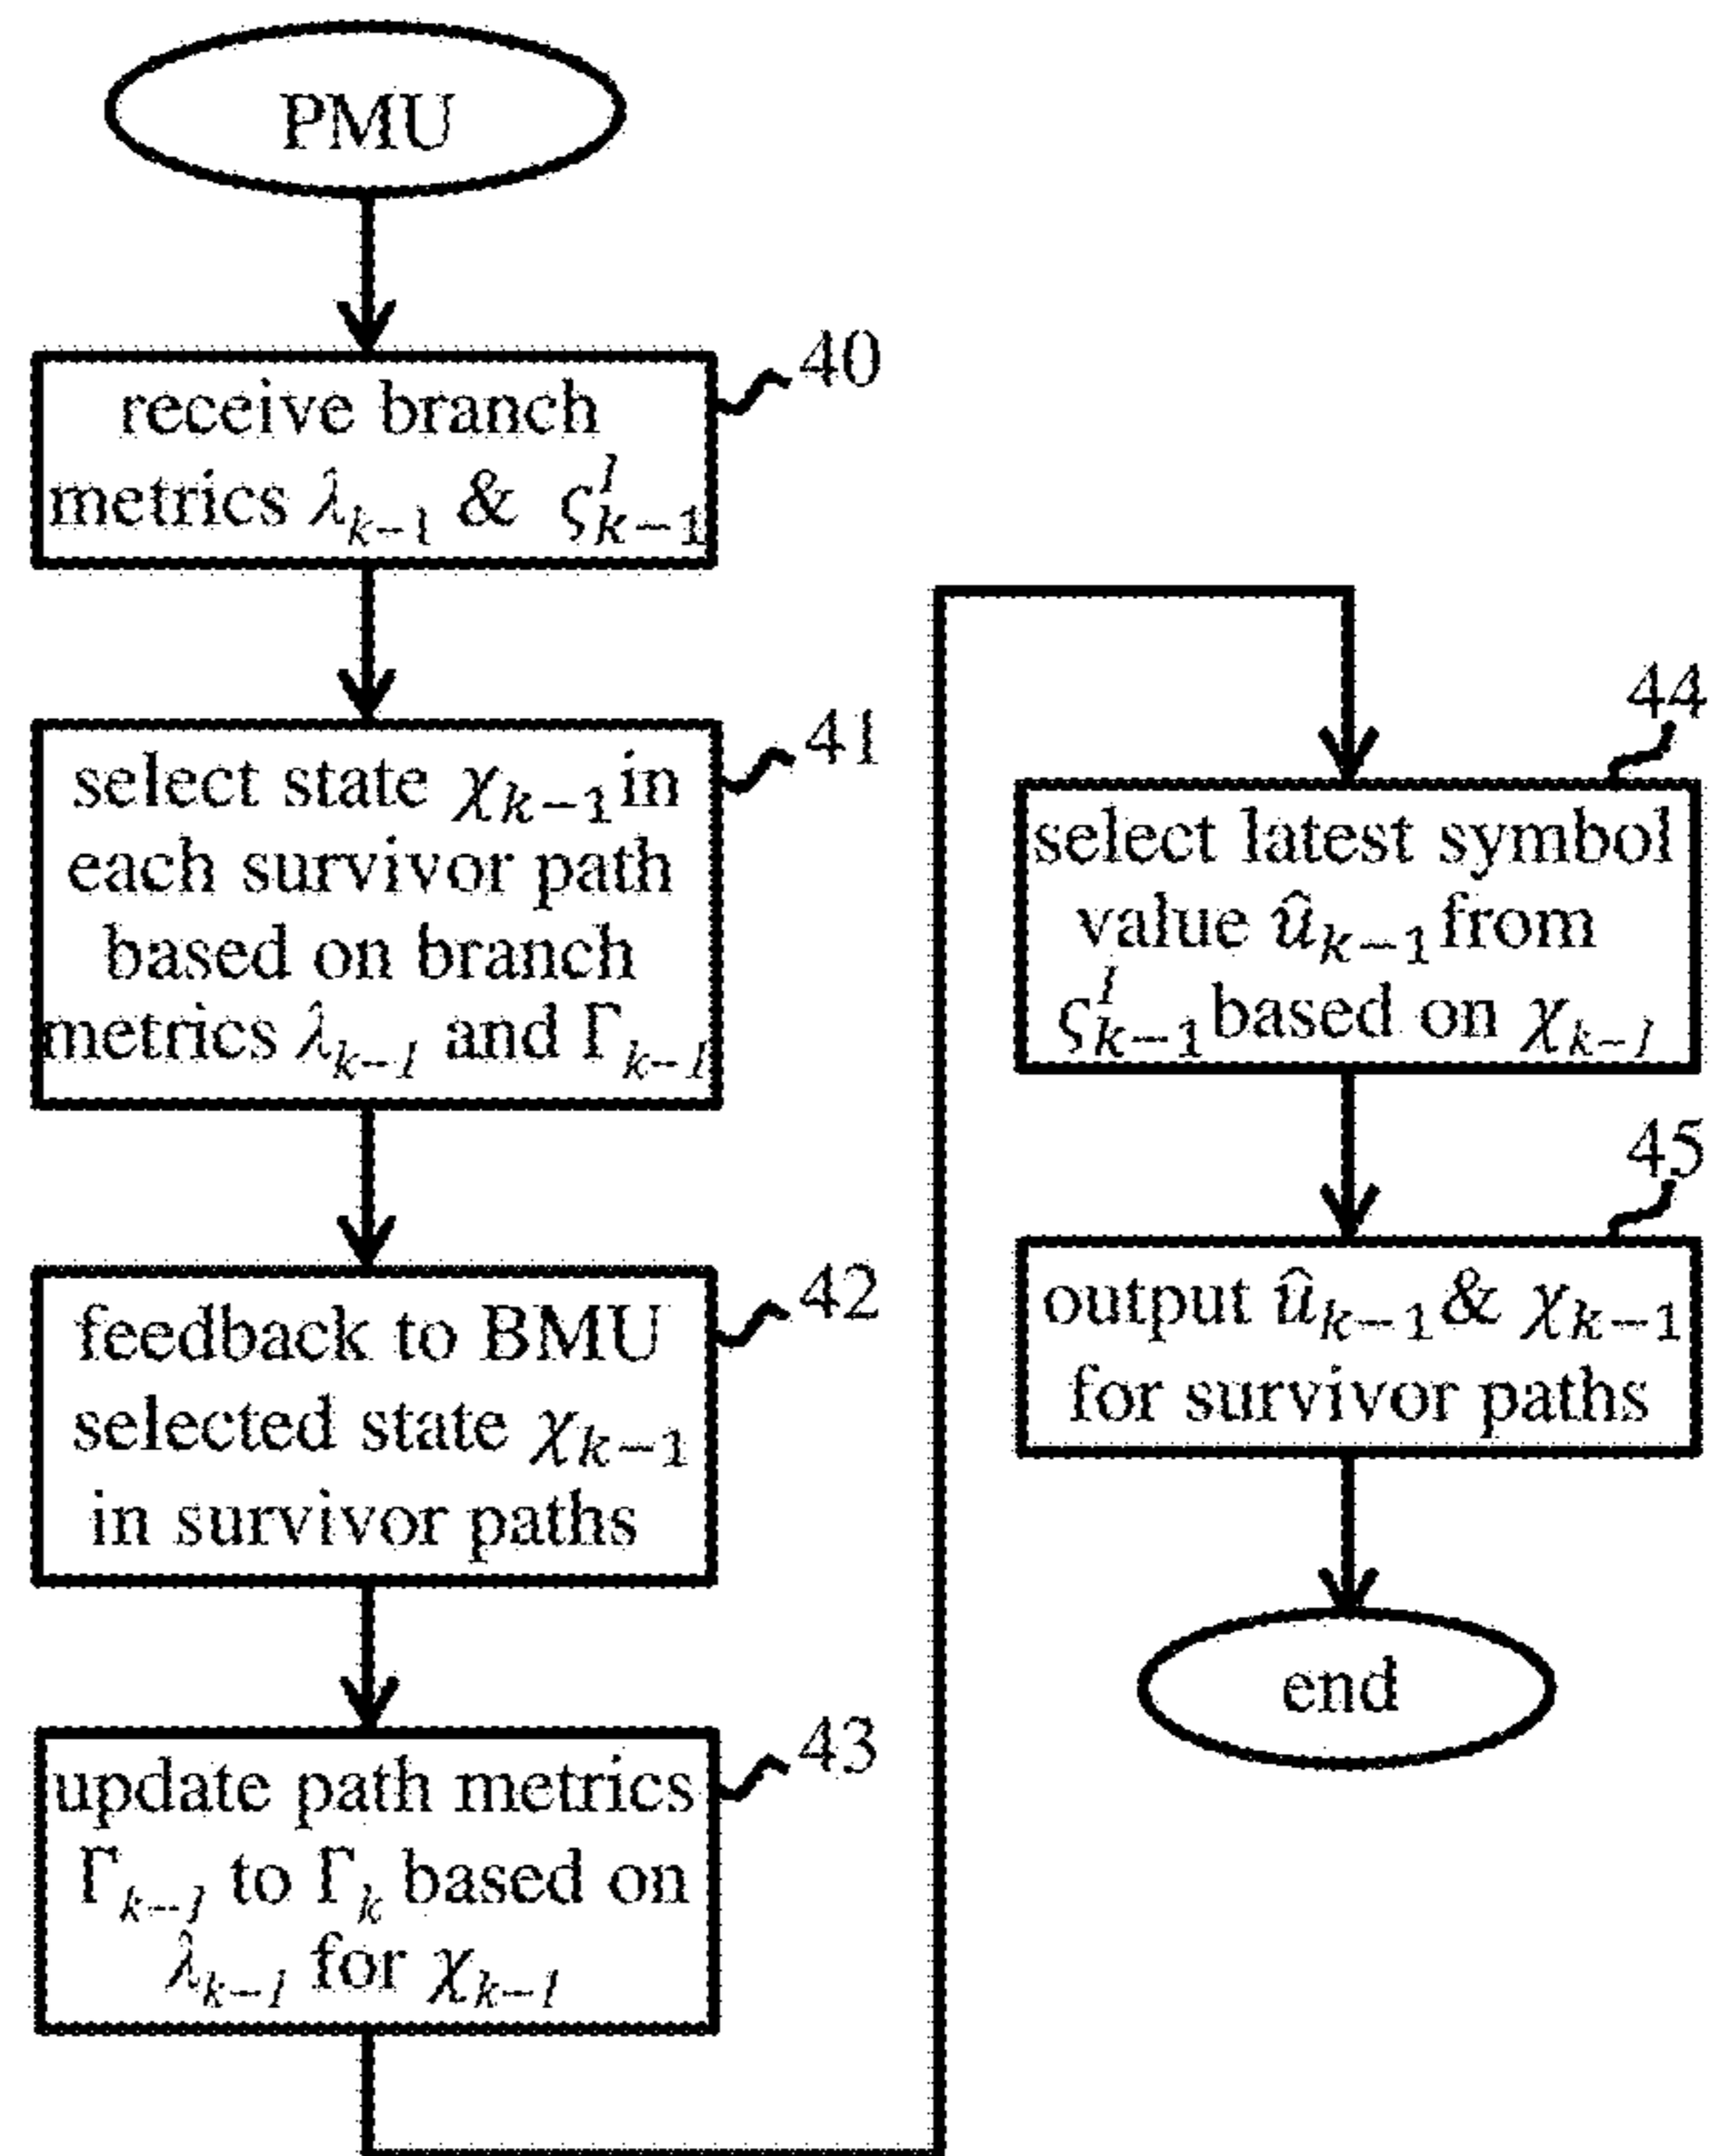 PMU
40
receive branch
metrics λₖ₋₁ & ςˡₖ₋₁
41
select state χₖ₋₁ in
each survivor path
based on branch
metrics λₖ₋₁ and Γₖ₋₁
42
feedback to BMU
selected state χₖ₋₁
in survivor paths
43
update path metrics
Γₖ₋₁ to Γₖ based on
λₖ₋₁ for χₖ₋₁
44
select latest symbol
value ûₖ₋₁ from
ςˡₖ₋₁ based on χₖ₋₁
45
output ûₖ₋₁ & χₖ₋₁
for survivor paths
end